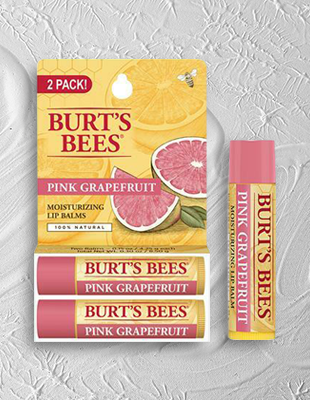 2 PACK!
BURT'S
BEES®
PINK GRAPEFRUIT
MOISTURIZING
LIP BALMS
100% NATURAL
BURT'S BEES
PINK GRAPEFRUIT
BURT'S BEES
PINK GRAPEFRUIT
BURT'S BEES
PINK GRAPEFRUIT
MOISTURIZING LIP BALM